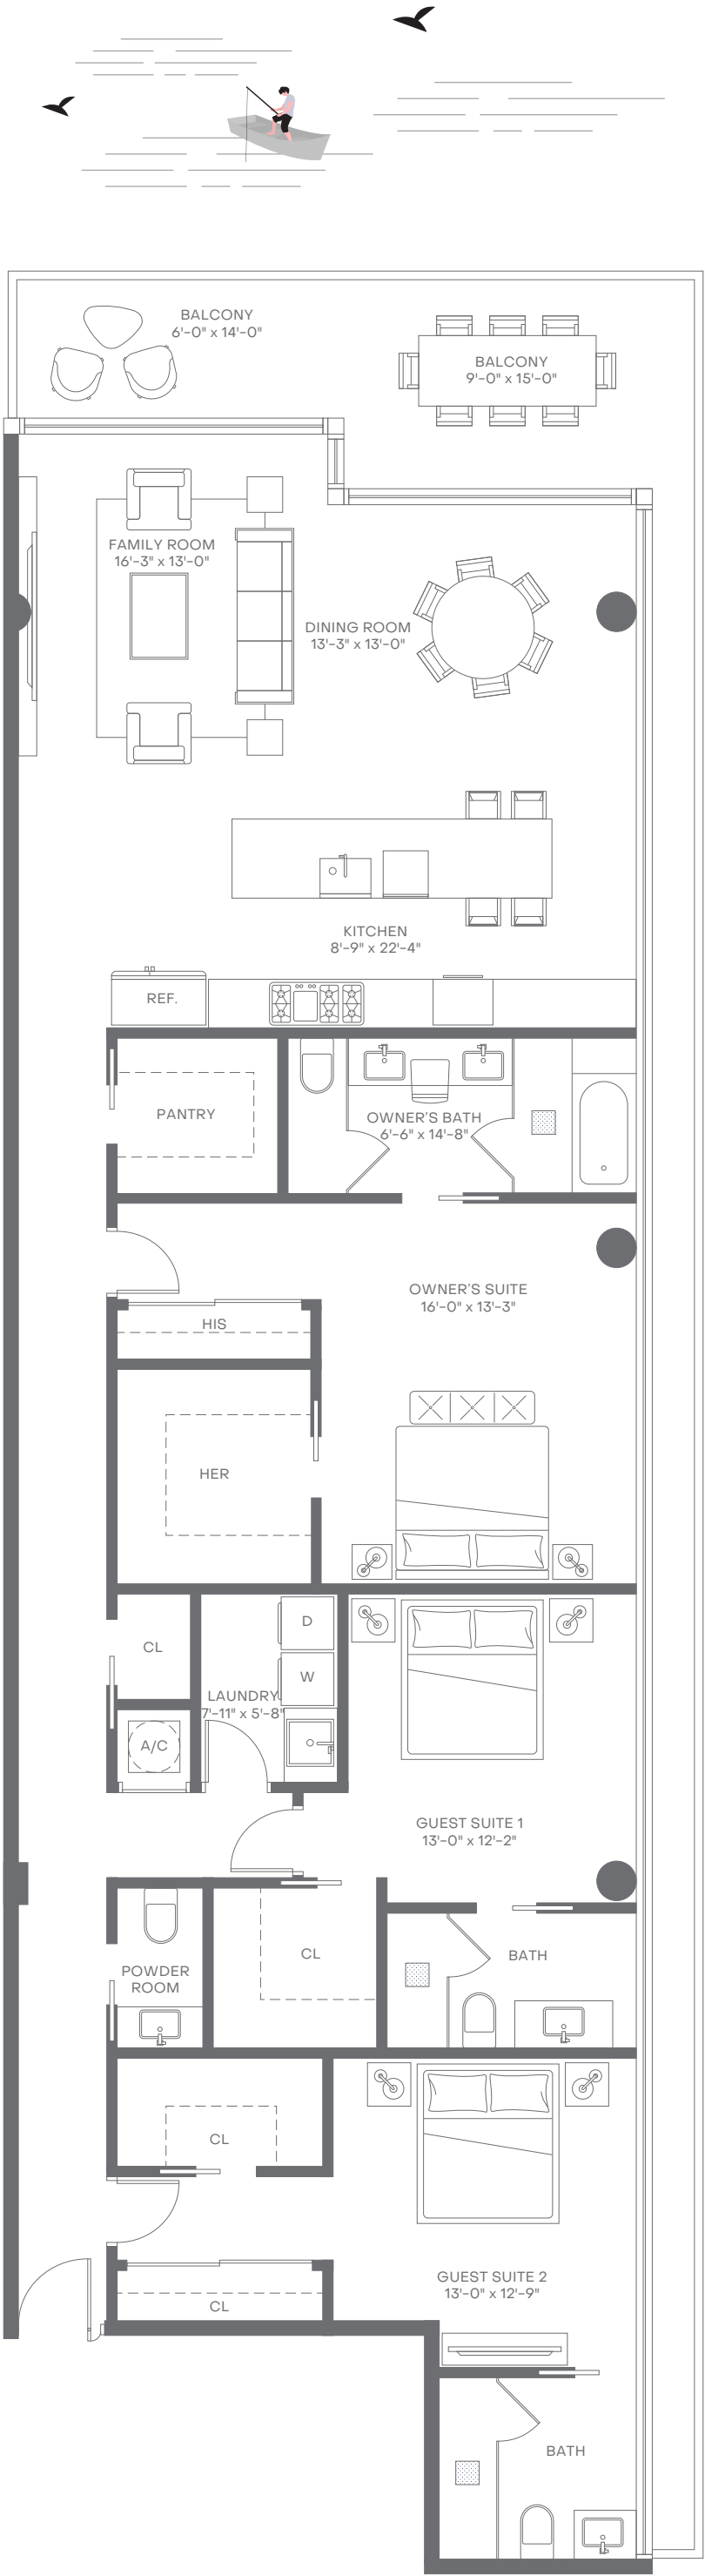 BALCONY
6'-0" x 14'-0"
BALCONY
9'-0" x 15'-0"
FAMILY ROOM
16'-3" x 13'-0"
DINING ROOM
13'-3" x 13'-0"
KITCHEN
8'-9" x 22'-4"
REF.
PANTRY
OWNER'S BATH
6'-6" x 14'-8"
OWNER'S SUITE
16'-0" x 13'-3"
HIS
HER
CL
D
W
LAUNDRY
7'-11" x 5'-8"
A/C
GUEST SUITE 1
13'-0" x 12'-2"
CL
BATH
POWDER
ROOM
CL
GUEST SUITE 2
13'-0" x 12'-9"
CL
BATH